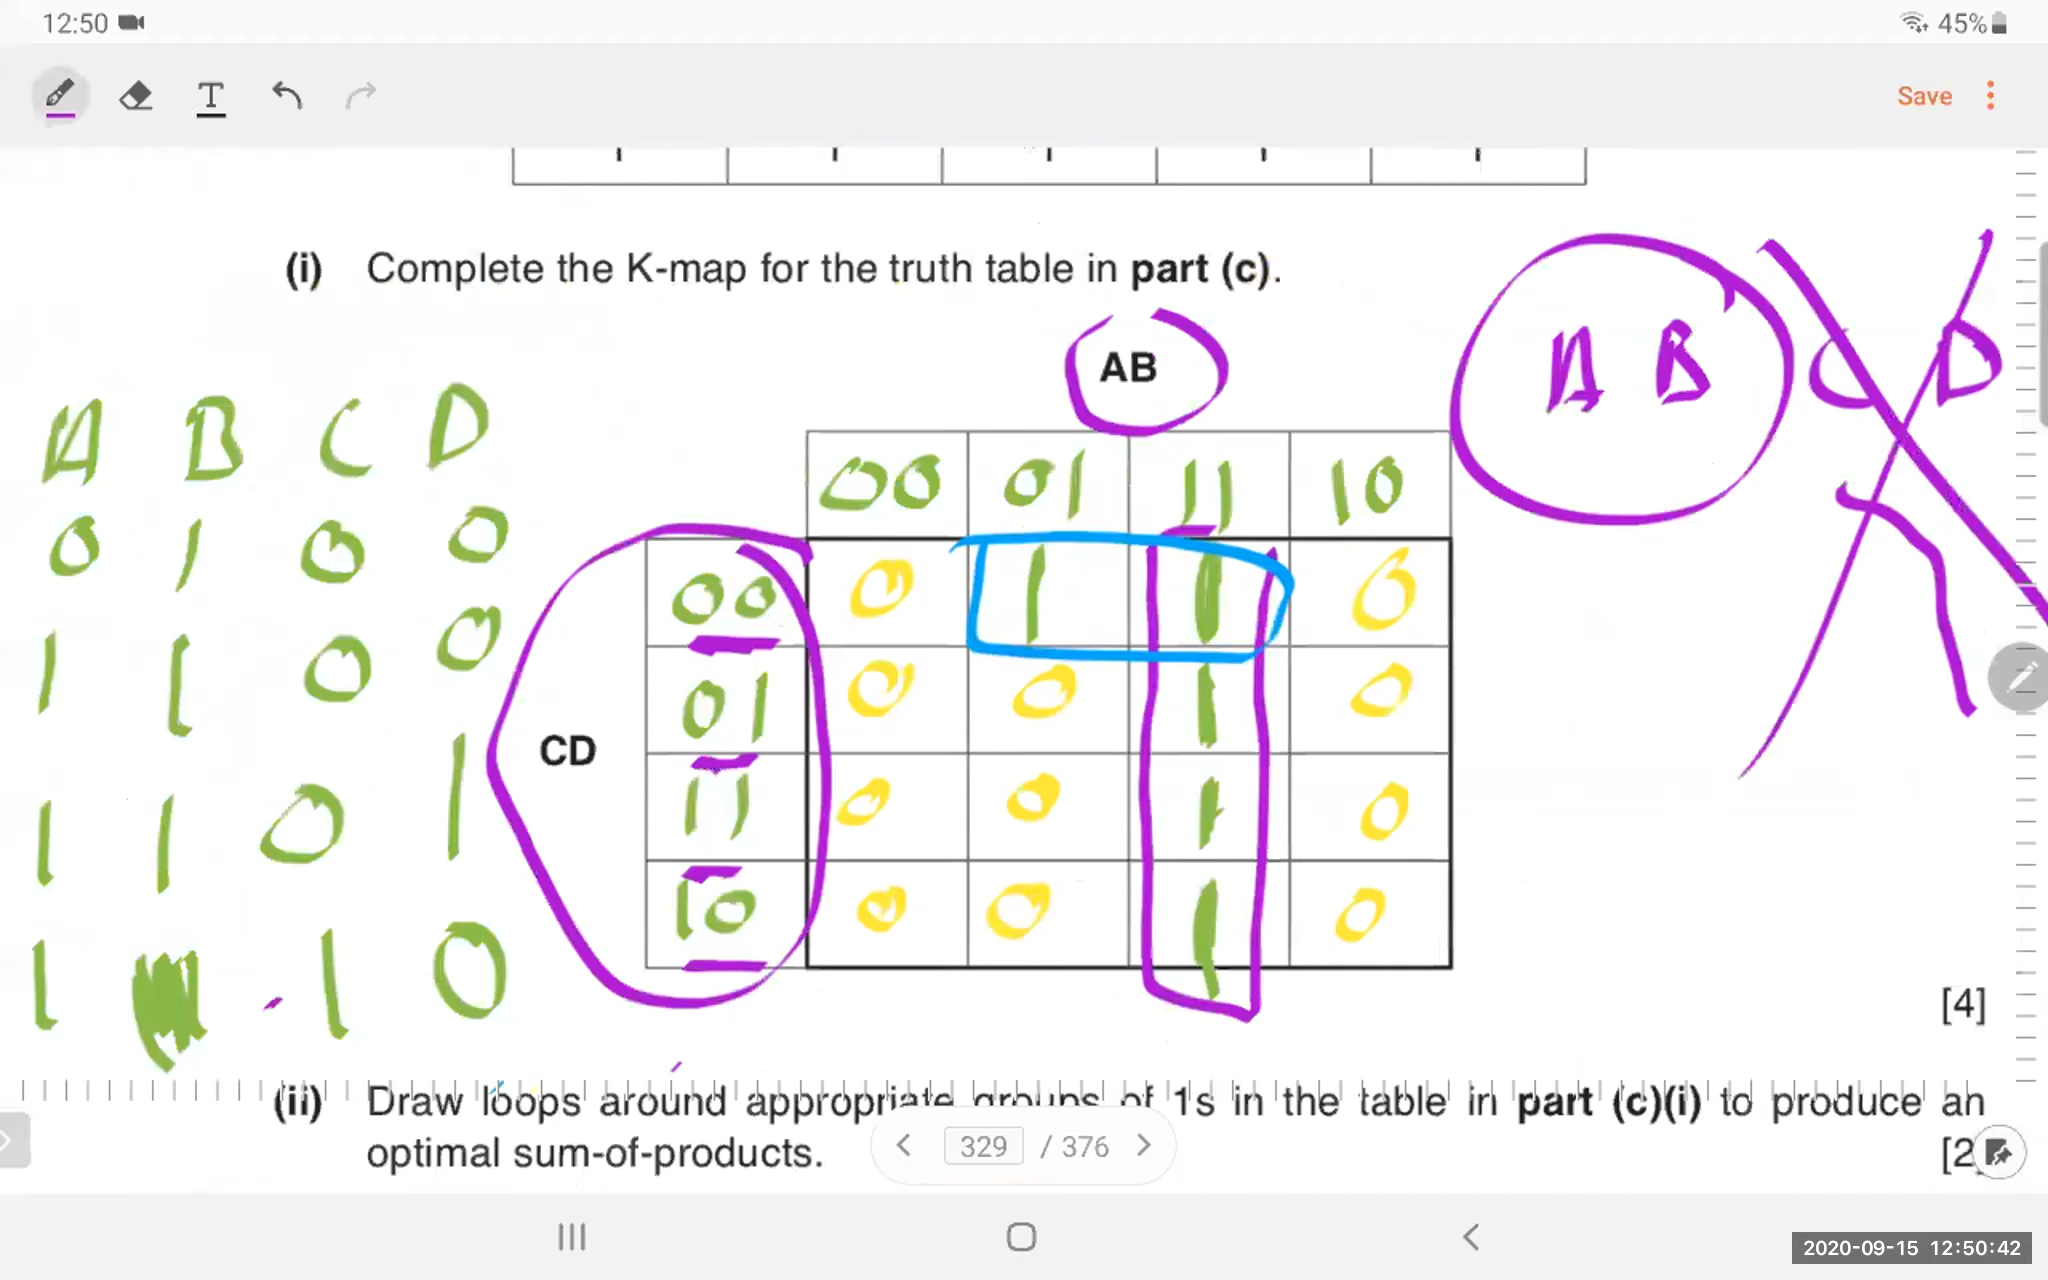 12:50 45%
T Save
(i) Complete the K-map for the truth table in part (c).
AB
A B C D
A B C D
00 01 11 10
0 1 0 0
00 0 1 1 0
1 1 0 0
01 0 0 1 0
CD
1 1 0 1
11 0 0 1 0
10 0 0 1 0
1 1 0
[4]
(ii) Draw loops around appropriate groups of 1s in the table in part (c)(i) to produce an
optimal sum-of-products. [2
329 / 376
2020-09-15 12:50:42